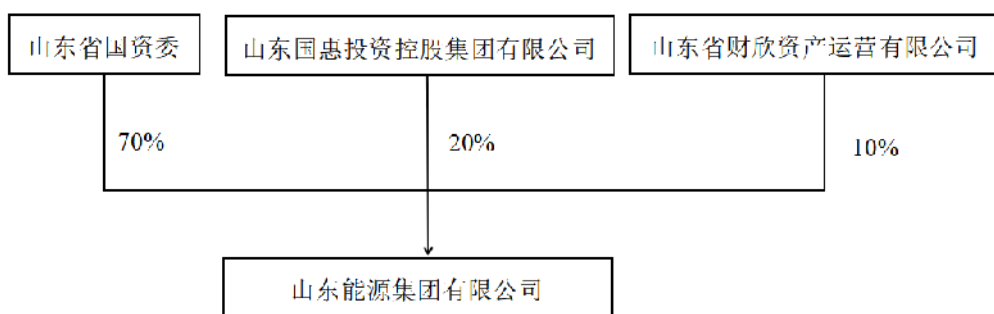 山东省国资委
山东国惠投资控股集团有限公司
山东省财欣资产运营有限公司
70%
20%
10%
山东能源集团有限公司